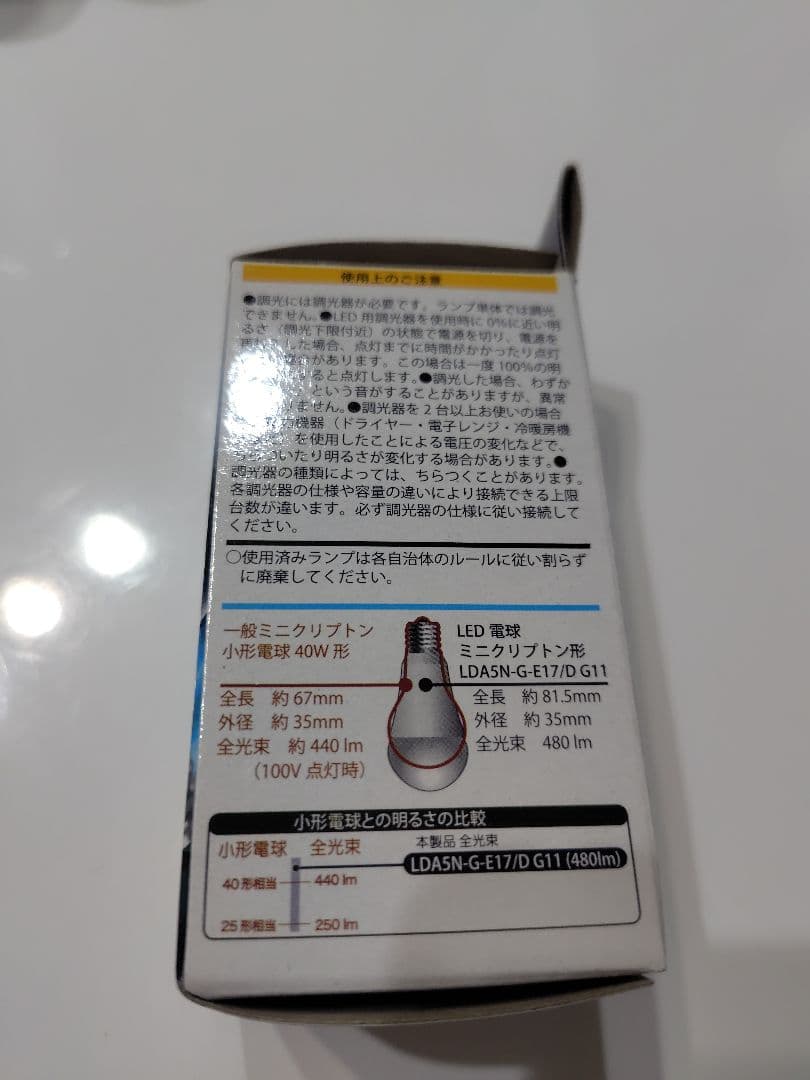 使用上のご注意
●調光には調光器が必要です。ランプ単体では調光
できません。●LED用調光器を使用時に0%に近い明
るさ（調光下限付近）の状態で電源を切り、電源を
した場合、点灯までに時間がかかったり点灯
があります。この場合は一度100%の明
ると点灯します。●調光した場合、わずか
という音がすることがありますが、異常
りません。●調光器を2台以上お使いの場合
機器（ドライヤー・電子レンジ・冷暖房機
を使用したことによる電圧の変化などで、
いたり明るさが変化する場合があります。●
調光器の種類によっては、ちらつくことがあります。
各調光器の仕様や容量の違いにより接続できる上限
台数が違います。必ず調光器の仕様に従い接続して
ください。
○使用済みランプは各自治体のルールに従い割らず
に廃棄してください。
一般ミニクリプトン
小形電球40W形
全長 約67mm
外径 約35mm
全光束 約440 lm
（100V点灯時）
LED電球
ミニクリプトン形
LDA5N-G-E17/D G11
全長 約81.5mm
外径 約35mm
全光束 480 lm
小形電球との明るさの比較
小形電球 全光束 本製品 全光束
LDA5N-G-E17/D G11 (480lm)
40形相当 440 lm
25形相当 250 lm